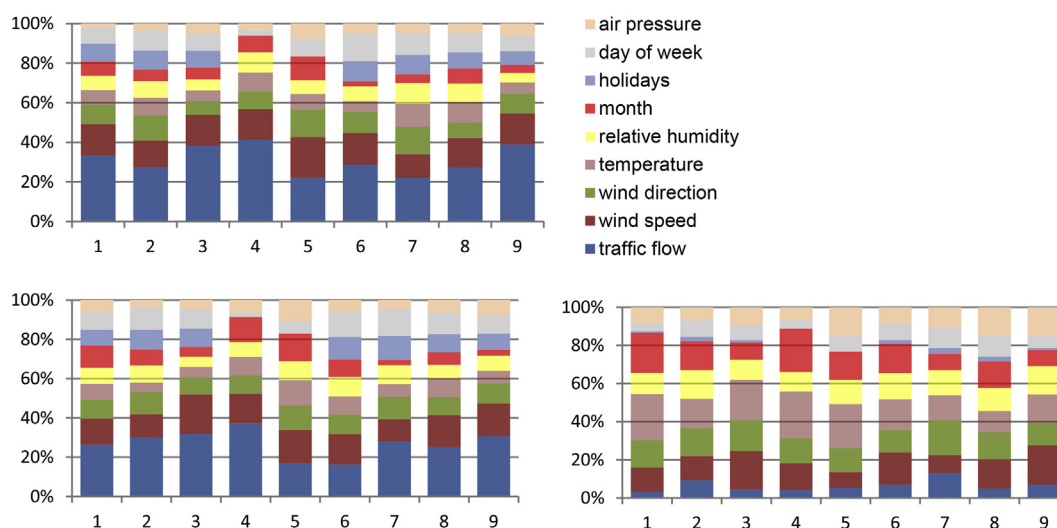 100%
80%
60%
40%
20%
0%
1 2 3 4 5 6 7 8 9
air pressure
day of week
holidays
month
relative humidity
temperature
wind direction
wind speed
traffic flow
100%
80%
60%
40%
20%
0%
1 2 3 4 5 6 7 8 9
100%
80%
60%
40%
20%
0%
1 2 3 4 5 6 7 8 9